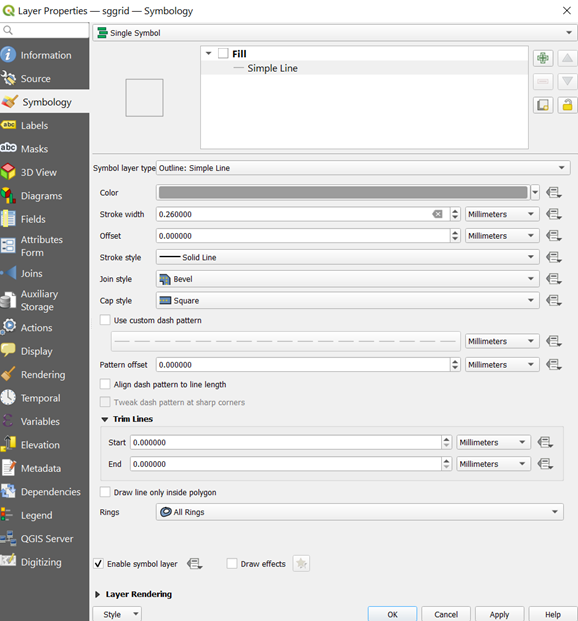 Layer Properties — sggrid — Symbology
Information
Source
Symbology
abc Labels
abc Masks
3D View
Diagrams
Fields
Attributes
Form
Joins
Auxiliary
Storage
Actions
Display
Rendering
Temporal
Variables
Elevation
Metadata
Dependencies
Legend
QGIS Server
Digitizing
Single Symbol
Fill
Simple Line
Symbol layer type Outline: Simple Line
Color
Stroke width 0.260000 Millimeters
Offset 0.000000 Millimeters
Stroke style Solid Line
Join style Bevel
Cap style Square
Use custom dash pattern
Millimeters
Pattern offset 0.000000 Millimeters
Align dash pattern to line length
Tweak dash pattern at sharp corners
Trim Lines
Start 0.000000 Millimeters
End 0.000000 Millimeters
Draw line only inside polygon
Rings All Rings
Enable symbol layer Draw effects
Layer Rendering
Style OK Cancel Apply Help